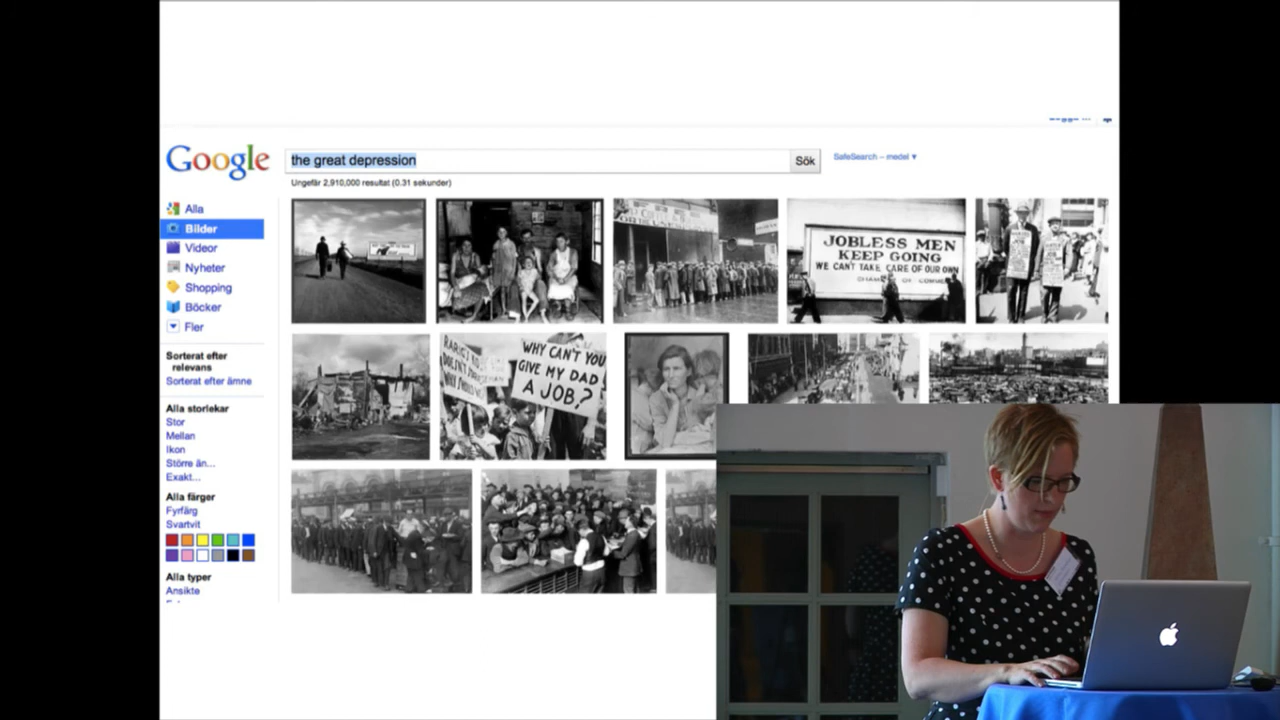 Google
the great depression
Sök
SafeSearch – medel ▼
Ungefär 2,910,000 resultat (0.31 sekunder)
Alla
Bilder
Videor
Nyheter
Shopping
Böcker
Fler
Sorterat efter
relevans
Sorterat efter ämne
Alla storlekar
Stor
Mellan
Ikon
Större än...
Exakt...
Alla färger
Fyrfärg
Svartvit
Alla typer
Ansikte
JOBLESS MEN
KEEP GOING
WE CAN'T TAKE CARE OF OUR OWN
WHY CAN'T YOU
GIVE MY DAD
A JOB?